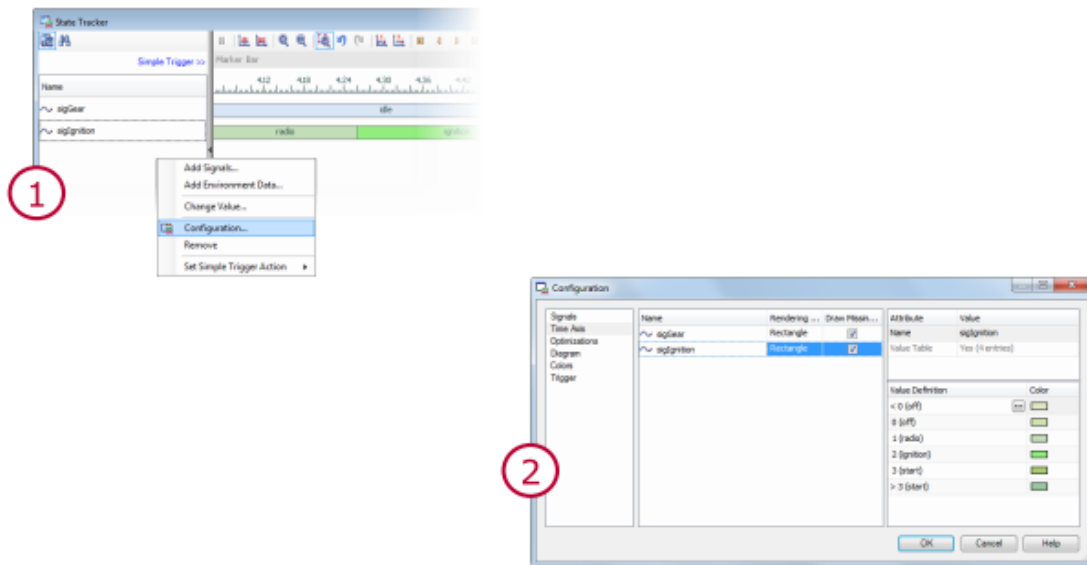 State Tracker
Simple Trigger >>
Marker Bar
Name
4.12 4.18 4.24 4.30 4.36 4.42
sigGear
idle
sigIgnition
radio
ignition
1
Add Signals...
Add Environment Data...
Change Value...
Configuration...
Remove
Set Simple Trigger Action
2
Configuration
Signals
Time Axis
Optimizations
Diagram
Colors
Trigger
Name Rendering ... Draw Missin...
sigGear Rectangle
sigIgnition Rectangle
Attribute Value
Name sigIgnition
Value Table Yes (4 entries)
Value Definition Color
< 0 (off)
0 (off)
1 (radio)
2 (ignition)
3 (start)
> 3 (start)
OK Cancel Help